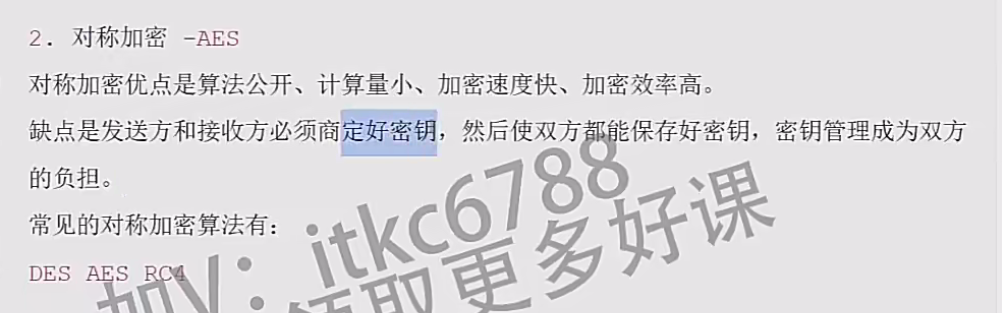 2. 对称加密 -AES
对称加密优点是算法公开、计算量小、加密速度快、加密效率高。
缺点是发送方和接收方必须商定好密钥，然后使双方都能保存好密钥，密钥管理成为双方
的负担。
常见的对称加密算法有：
DES AES RC4
加V：itkc6788
领取更多好课